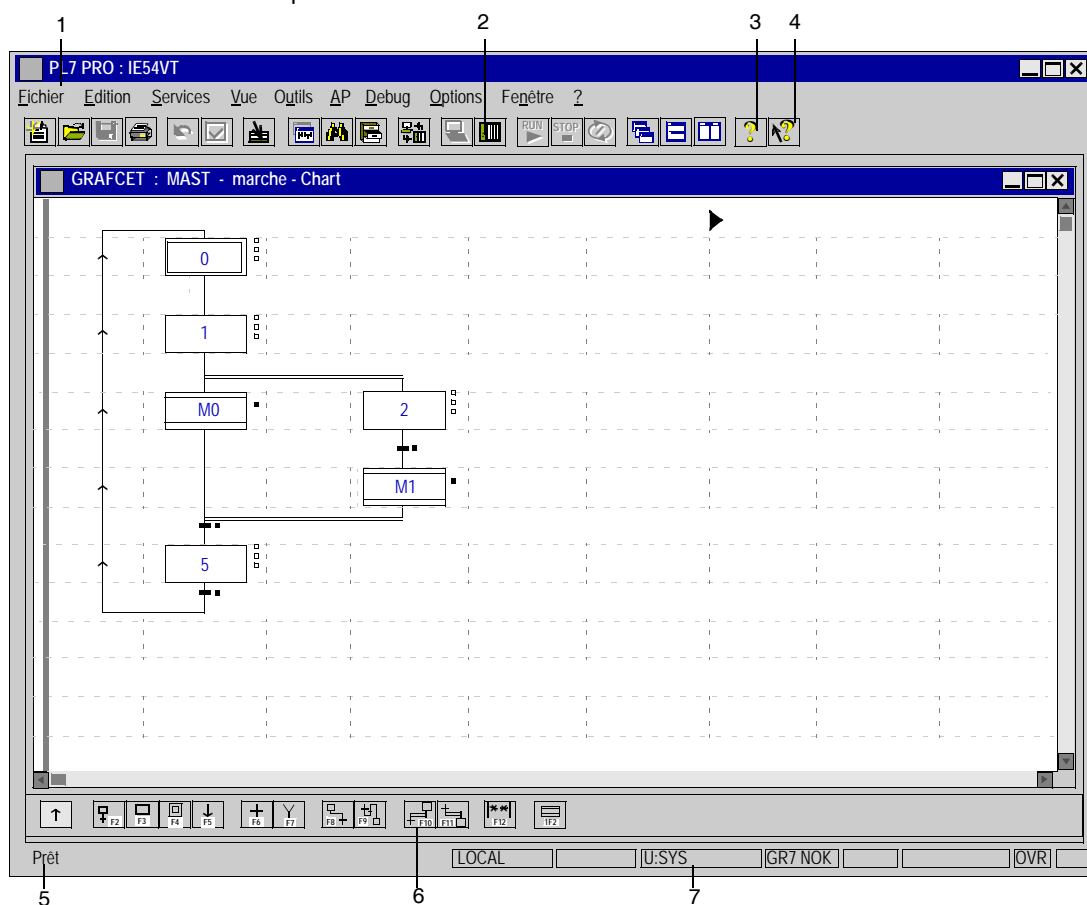 1 2 3 4
PL7 PRO : IE54VT
Fichier Edition Services Vue Outils AP Debug Options Fenêtre ?
RUN STOP ? ?
GRAFCET : MAST - marche - Chart
0
1
M0 2
M1
5
F2 F3 F4 F5 F6 F7 F8 F9 F10 F11 F12 1F2
Prêt LOCAL U:SYS GR7 NOK OVR
5 6 7